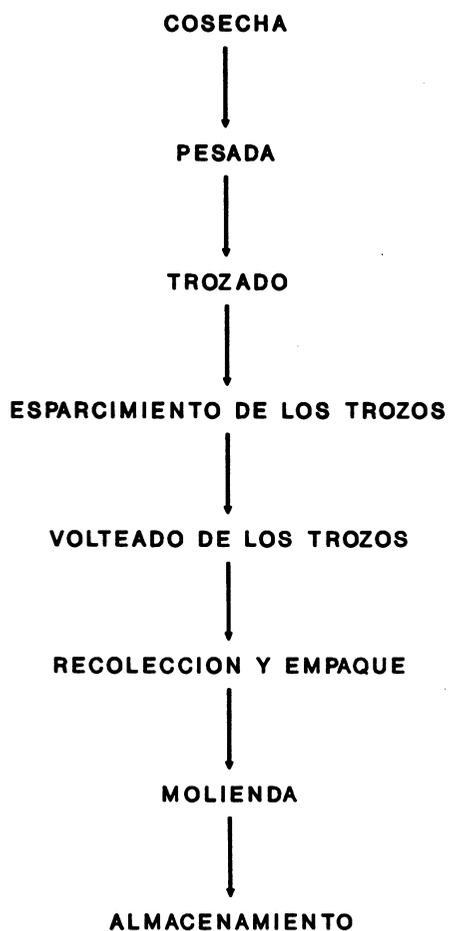 COSECHA
PESADA
TROZADO
ESPARCIMIENTO DE LOS TROZOS
VOLTEADO DE LOS TROZOS
RECOLECCION Y EMPAQUE
MOLIENDA
ALMACENAMIENTO